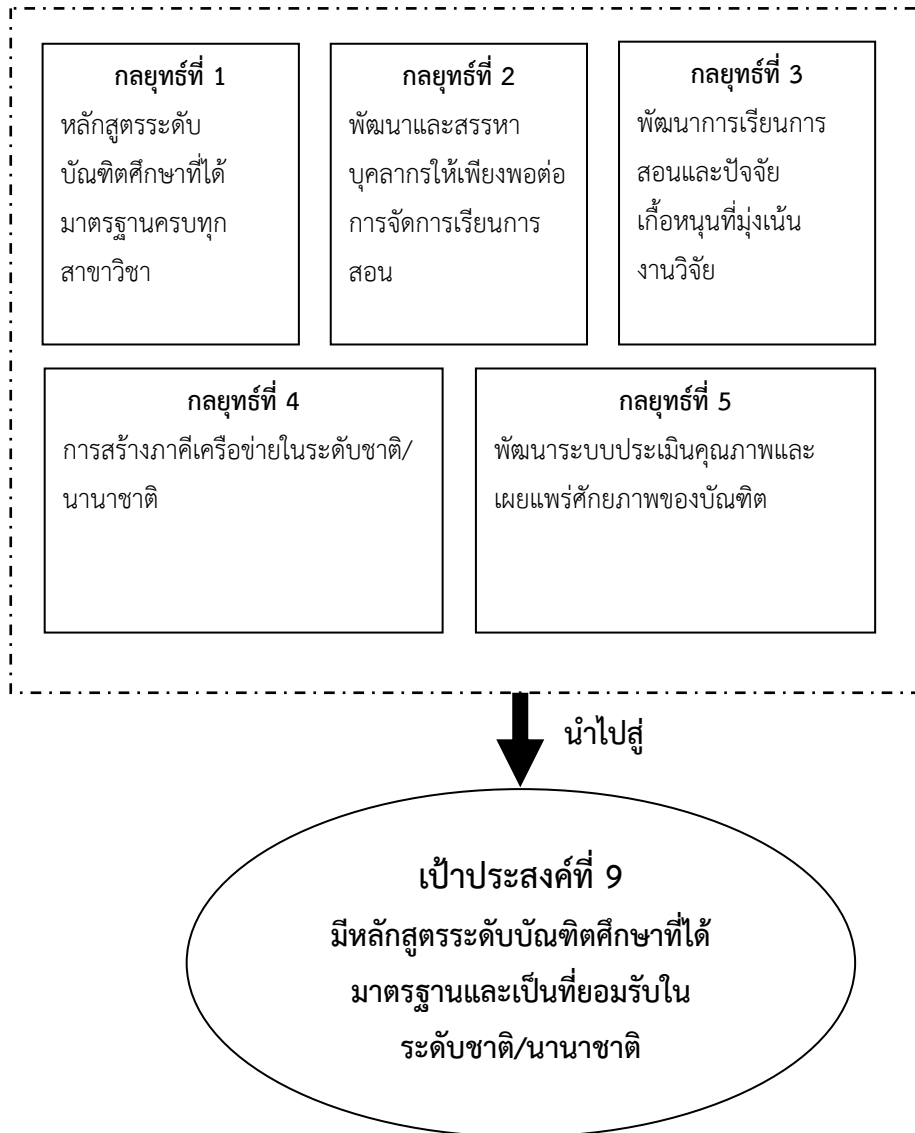 กลยุทธ์ที่ 1
หลักสูตรระดับ
บัณฑิตศึกษาที่ได้
มาตรฐานครบทุก
สาขาวิชา
กลยุทธ์ที่ 2
พัฒนาและสรรหา
บุคลากรให้เพียงพอต่อ
การจัดการเรียนการ
สอน
กลยุทธ์ที่ 3
พัฒนาการเรียนการ
สอนและปัจจัย
เกื้อหนุนที่มุ่งเน้น
งานวิจัย
กลยุทธ์ที่ 4
การสร้างภาคีเครือข่ายในระดับชาติ/
นานาชาติ
กลยุทธ์ที่ 5
พัฒนาระบบประเมินคุณภาพและ
เผยแพร่ศักยภาพของบัณฑิต
นำไปสู่
เป้าประสงค์ที่ 9
มีหลักสูตรระดับบัณฑิตศึกษาที่ได้
มาตรฐานและเป็นที่ยอมรับใน
ระดับชาติ/นานาชาติ